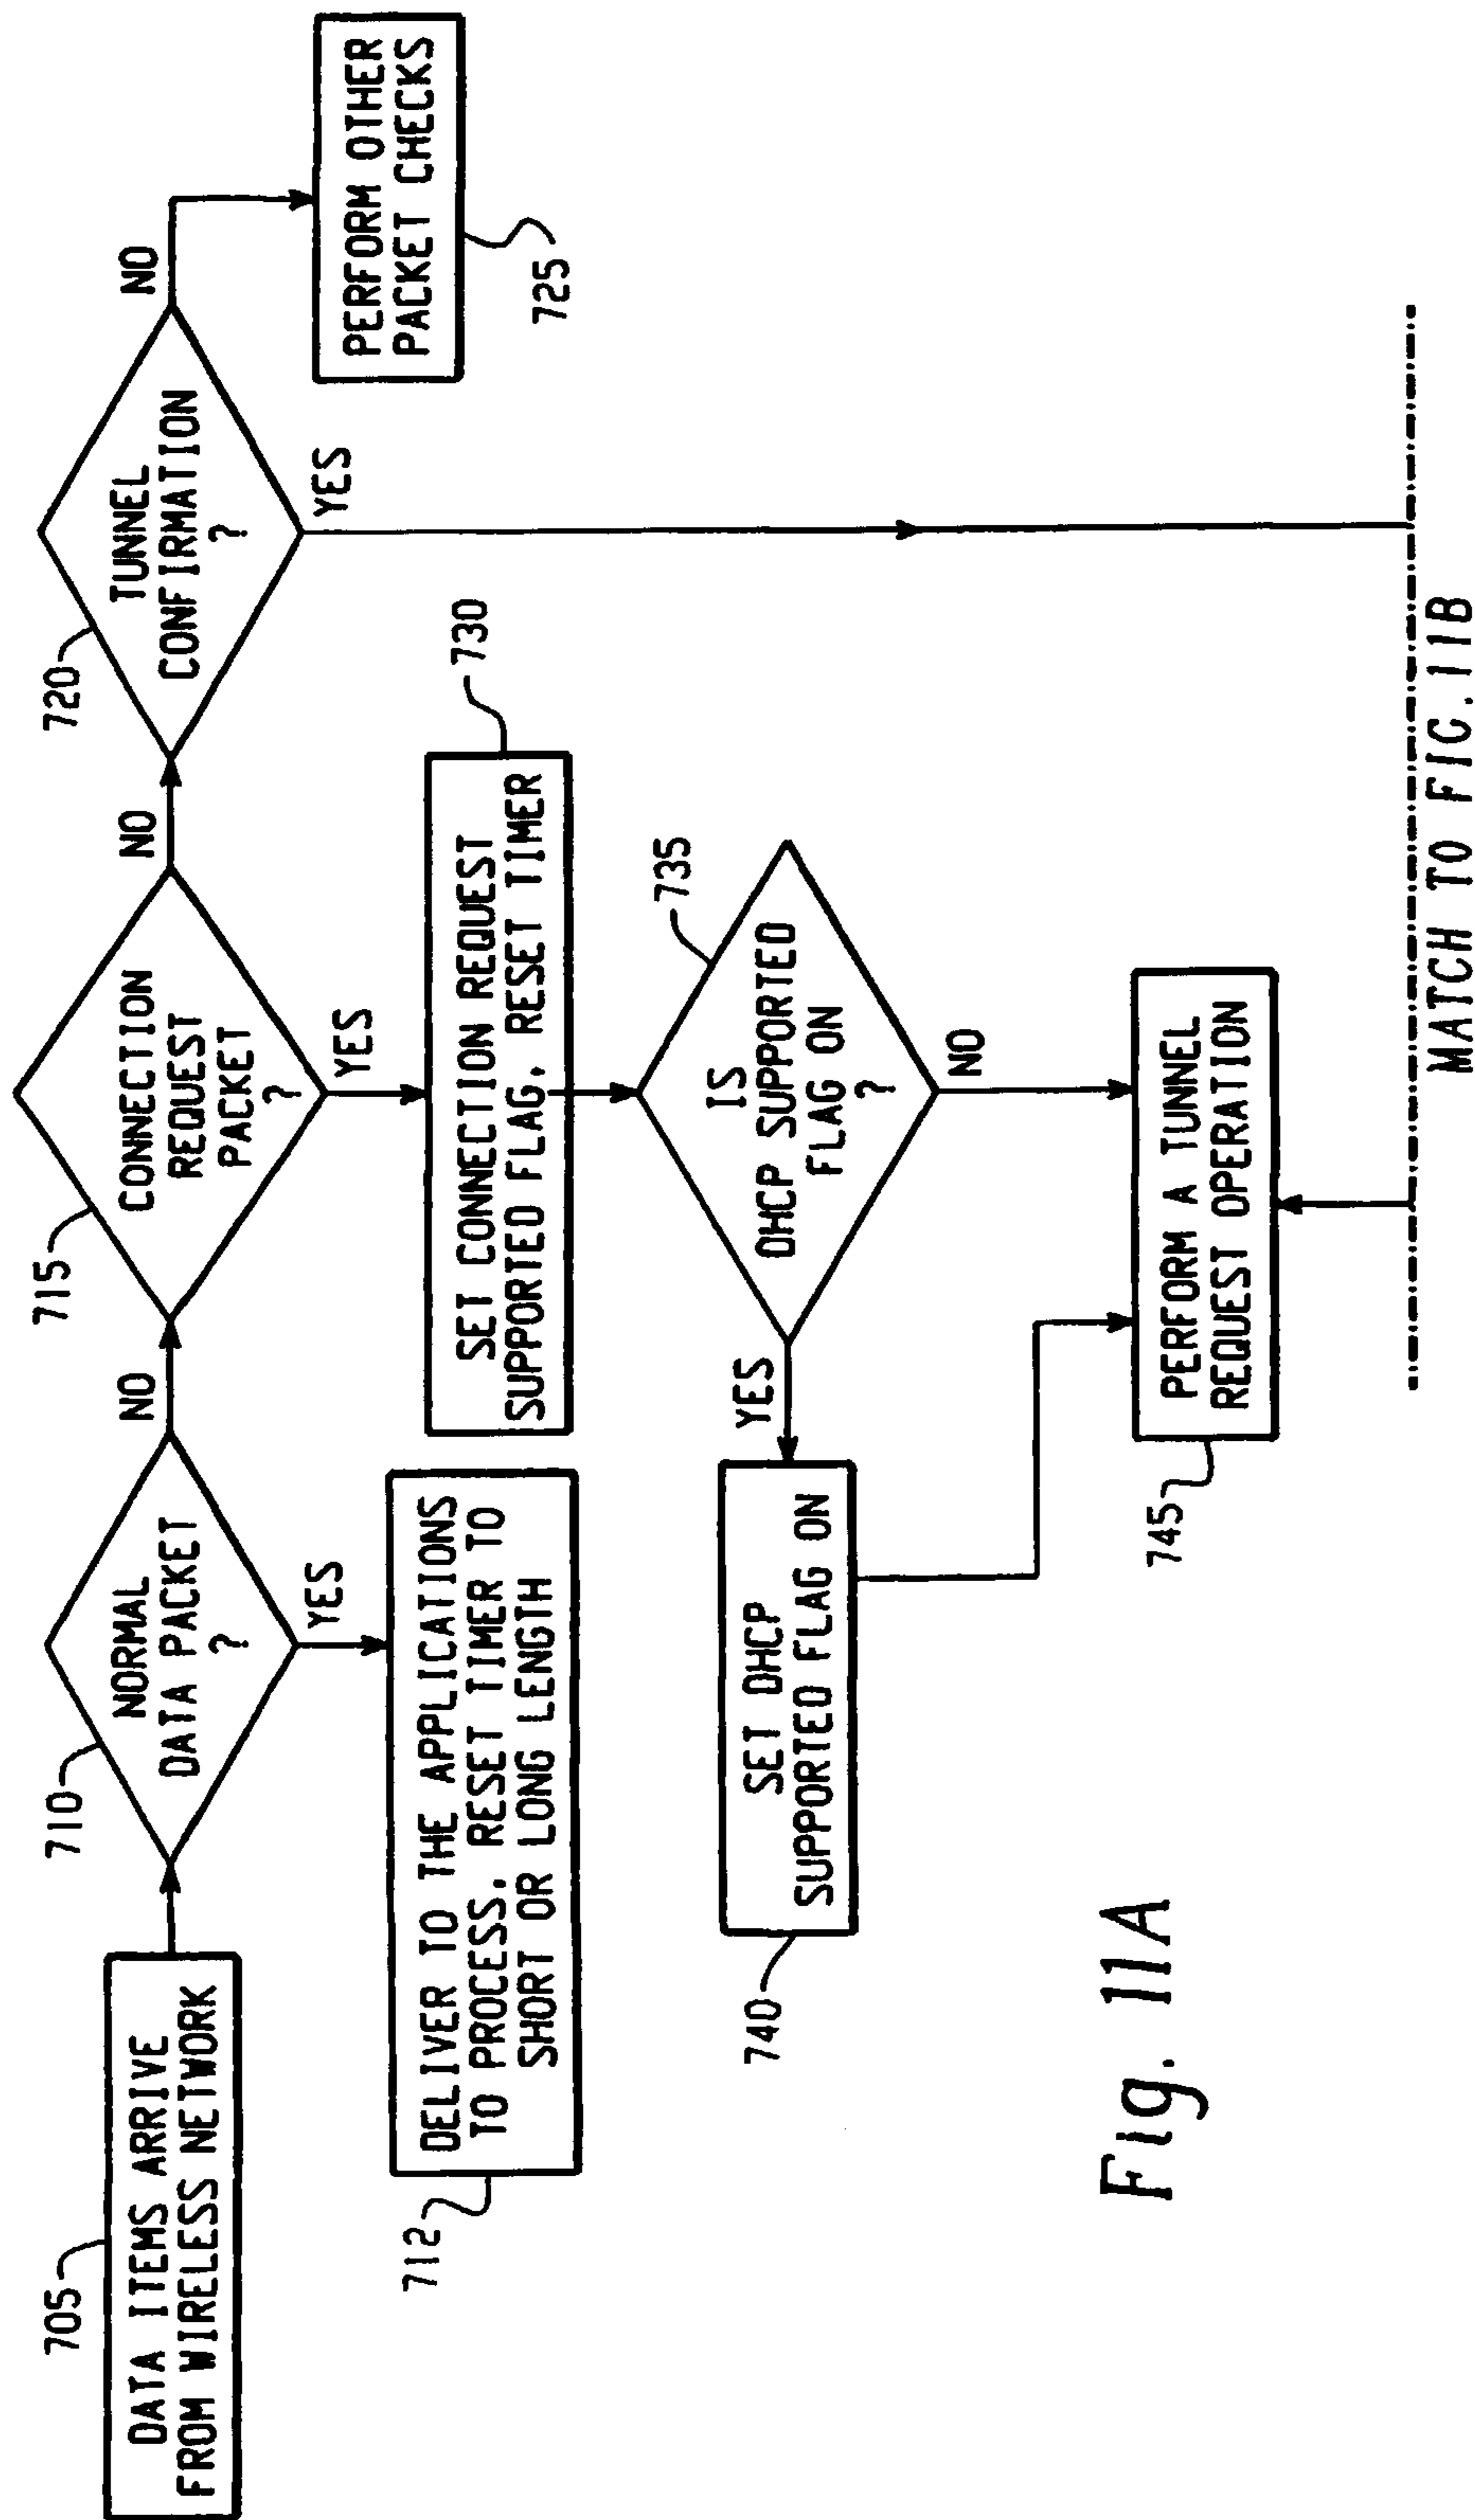 705
DATA ITEMS ARRIVE
FROM WIRELESS NETWORK
710
NORMAL
DATA PACKET
?
NO
YES
712
DELIVER TO THE APPLICATIONS
TO PROCESS, RESET TIMER TO
SHORT OR LONG LENGTH
715
CONNECTION
REQUEST
PACKET
?
NO
YES
720
TUNNEL
CONFIRMATION
?
NO
YES
PERFORM OTHER
PACKET CHECKS
725
730
SET CONNECTION REQUEST
SUPPORTED FLAG, RESET TIMER
735
IS
DHCP SUPPORTED
FLAG ON
?
YES
NO
740
SET DHCP
SUPPORTED FLAG ON
745
PERFORM A TUNNEL
REQUEST OPERATION
MATCH TO FIG. 11B
Fig. 11A